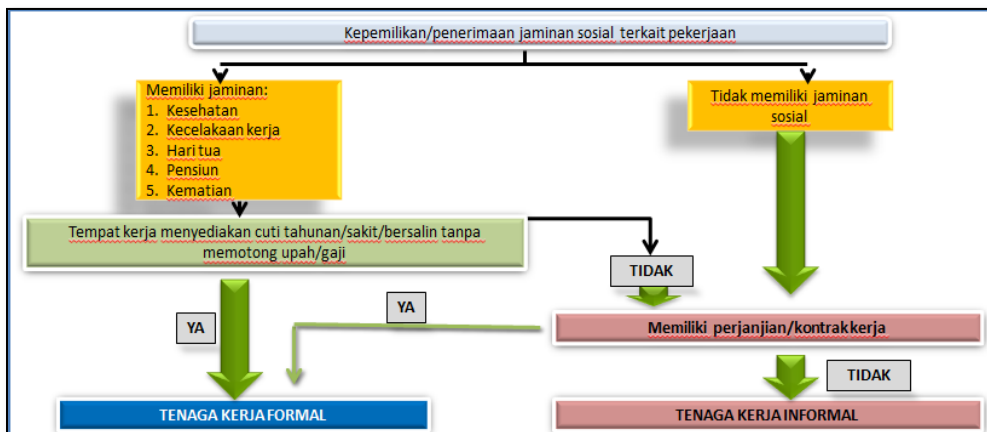 Kepemilikan/penerimaan jaminan sosial terkait pekerjaan
Memiliki jaminan:
1. Kesehatan
2. Kecelakaan kerja
3. Hari tua
4. Pensiun
5. Kematian
Tidak memiliki jaminan
sosial
Tempat kerja menyediakan cuti tahunan/sakit/bersalin tanpa
memotong upah/gaji
TIDAK
YA
YA
Memiliki perjanjian/kontrak kerja
TIDAK
TENAGA KERJA FORMAL
TENAGA KERJA INFORMAL